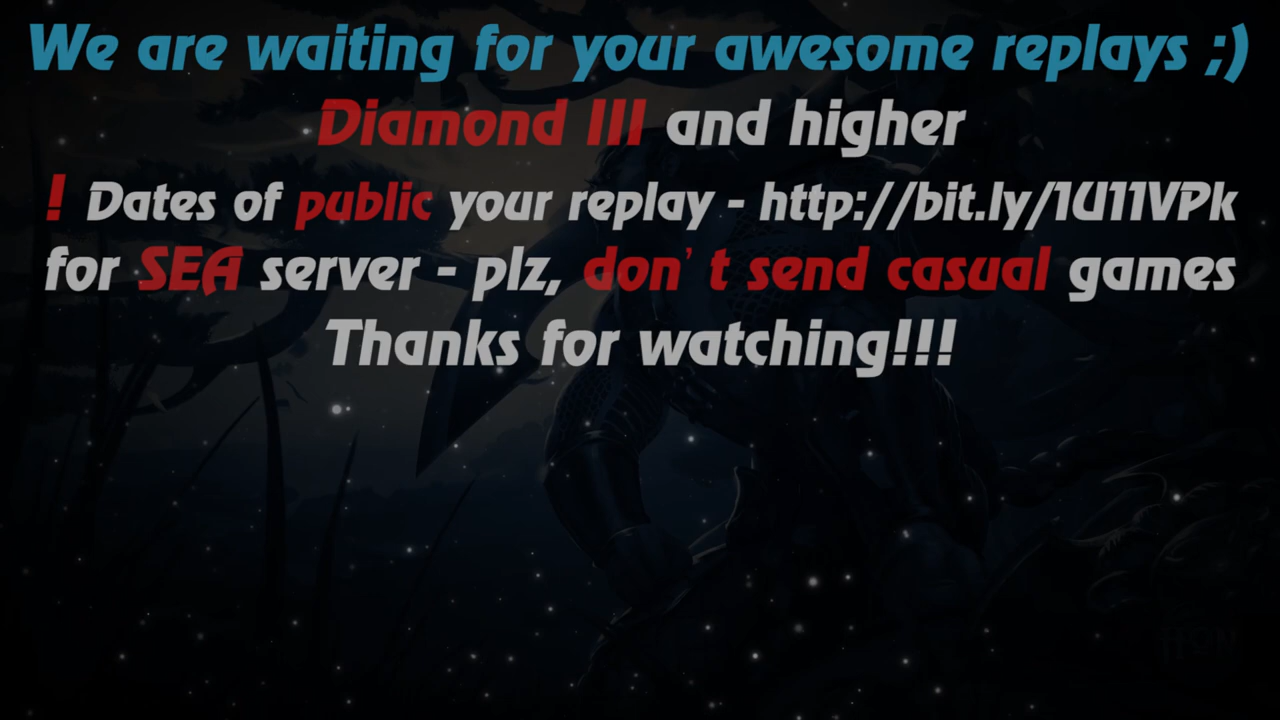 We are waiting for your awesome replays ;)
Diamond III and higher
! Dates of public your replay - http://bit.ly/1U11VPk
for SEA server - plz, don't send casual games
Thanks for watching!!!